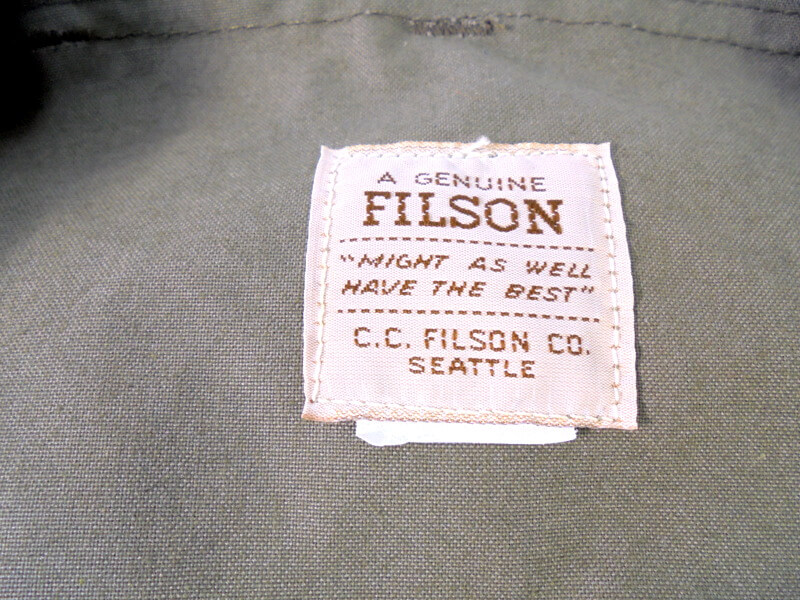 A GENUINE
FILSON
"MIGHT AS WELL
HAVE THE BEST"
C.C. FILSON CO.
SEATTLE